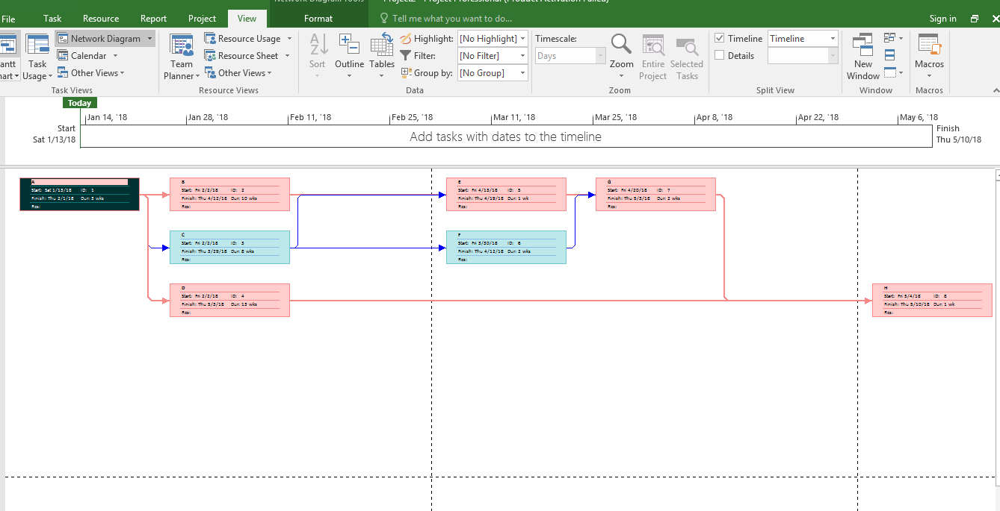 File Task Resource Report Project View Format Tell me what you want to do... Sign in
Network Diagram Resource Usage Highlight: [No Highlight] Timescale: Timeline Timeline
Calendar Resource Sheet Filter: [No Filter] Days Details
Other Views Other Views Group by: [No Group]
Task Usage
Team Planner
Sort Outline Tables
Zoom Entire Project Selected Tasks
New Window
Macros
Task Views Resource Views Data Zoom Split View Window Macros
Today
Jan 14, '18 Jan 28, '18 Feb 11, '18 Feb 25, '18 Mar 11, '18 Mar 25, '18 Apr 8, '18 Apr 22, '18 May 6, '18
Start
Sat 1/13/18
Add tasks with dates to the timeline
Finish
Thu 5/10/18
A
Start: Sat 1/13/18 ID: 1
Finish: Thu 2/1/18 Dur: 3 wks
Res:
B
Start: Fri 2/2/18 ID: 2
Finish: Thu 4/12/18 Dur: 10 wks
Res:
E
Start: Fri 4/13/18 ID: 5
Finish: Thu 4/19/18 Dur: 1 wk
Res:
G
Start: Fri 4/20/18 ID: 7
Finish: Thu 5/3/18 Dur: 2 wks
Res:
C
Start: Fri 2/2/18 ID: 3
Finish: Thu 3/29/18 Dur: 8 wks
Res:
F
Start: Fri 3/30/18 ID: 6
Finish: Thu 4/12/18 Dur: 2 wks
Res:
D
Start: Fri 2/2/18 ID: 4
Finish: Thu 5/3/18 Dur: 13 wks
Res:
H
Start: Fri 5/4/18 ID: 8
Finish: Thu 5/10/18 Dur: 1 wk
Res: